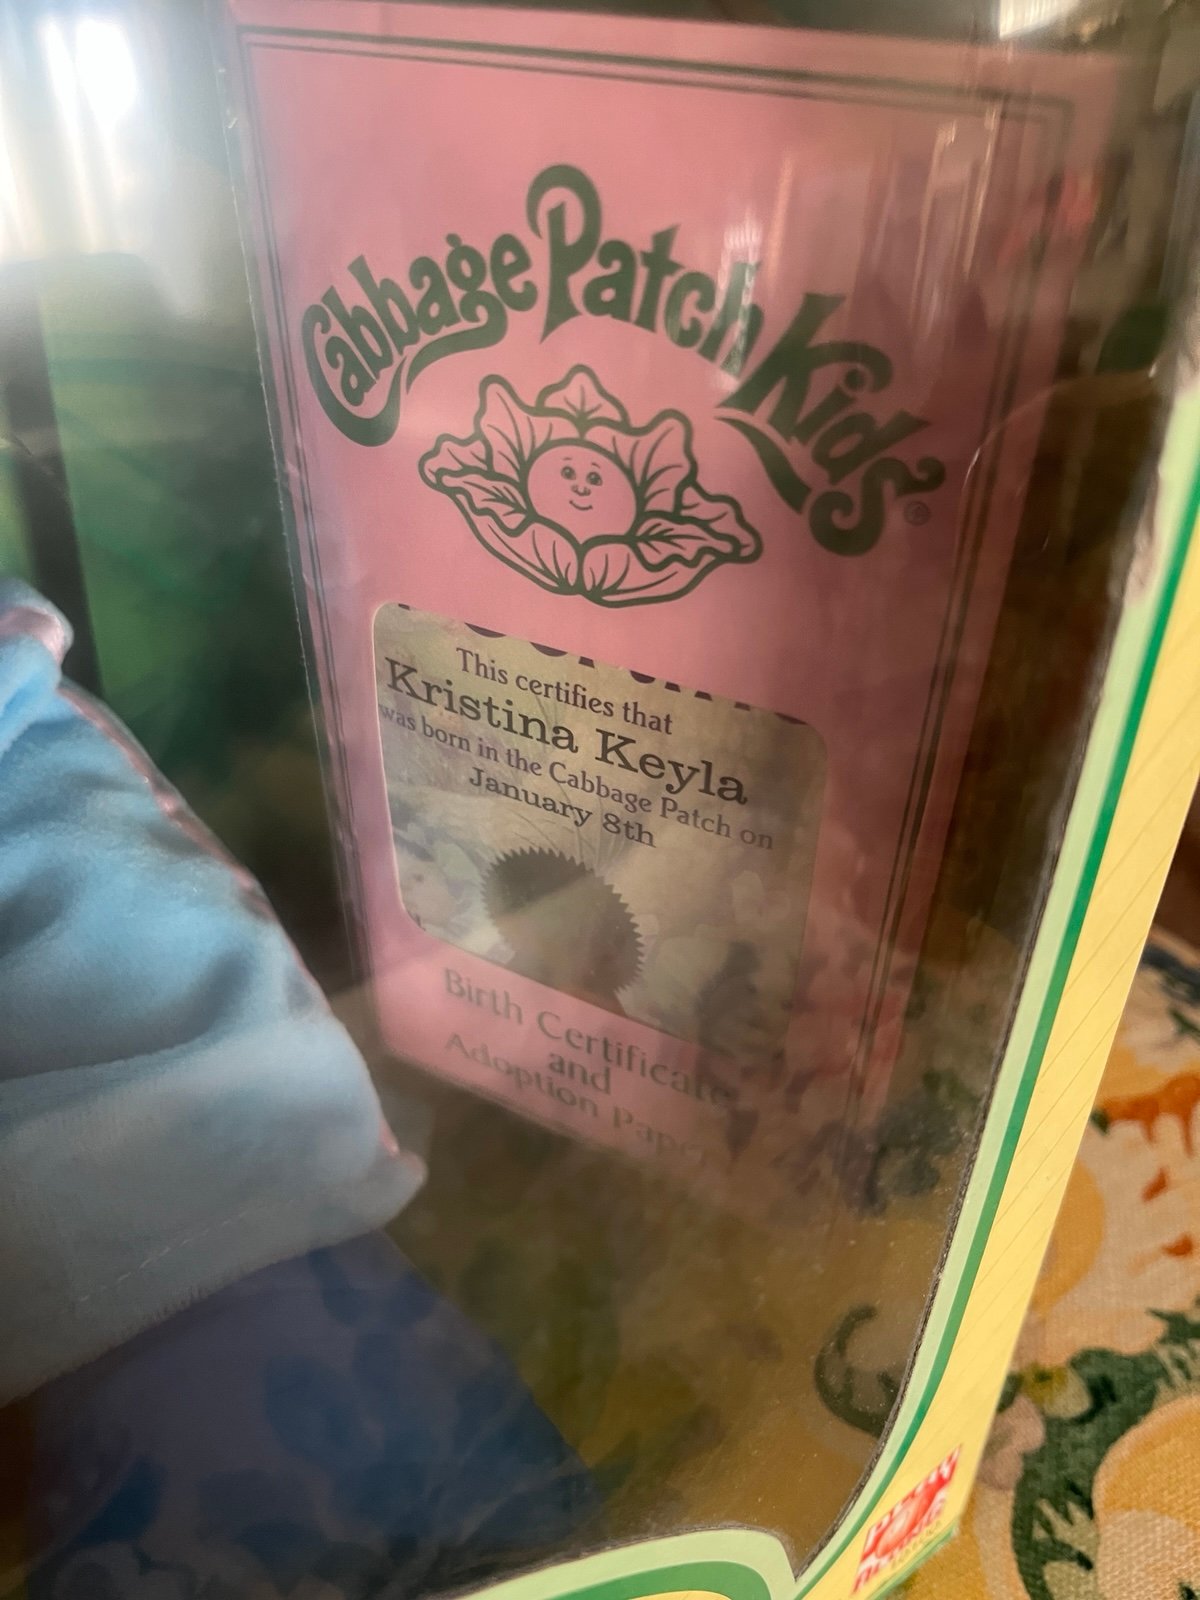 Cabbage Patch Kids®
This certifies that
Kristina Keyla
was born in the Cabbage Patch on
January 8th
Birth Certificate
and
Adoption Papers